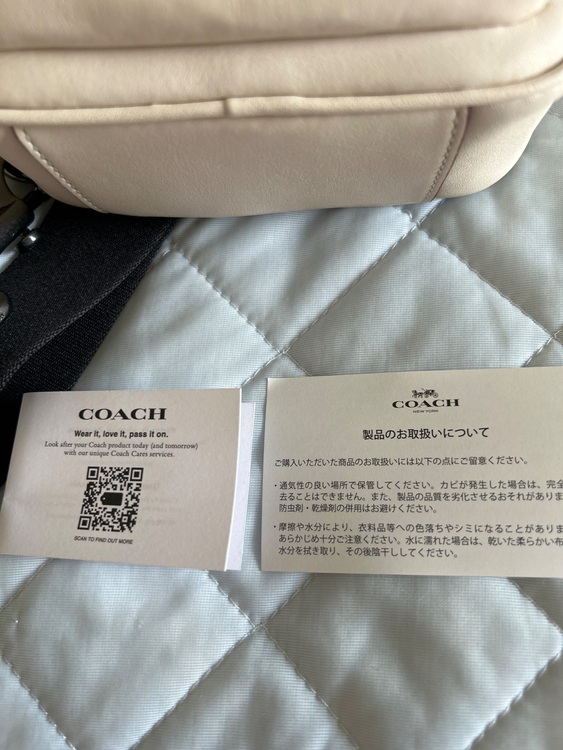 COACH
Wear it, love it, pass it on.
Look after your Coach product today (and tomorrow)
with our unique Coach Cares services.
SCAN TO FIND OUT MORE
COACH
NEW YORK
製品のお取扱いについて
ご購入いただいた商品のお取扱いには以下の点にご留意ください。
・通気性の良い場所で保管してください。カビが発生した場合は、完全
去ることはできません。また、製品の品質を劣化させるおそれがありま
防虫剤・乾燥剤の併用はお避けください。
・摩擦や水分により、衣料品等への色落ちやシミになることがありま
あらかじめ十分ご注意ください。水に濡れた場合は、乾いた柔らかい布
水分を拭き取り、その後陰干ししてください。